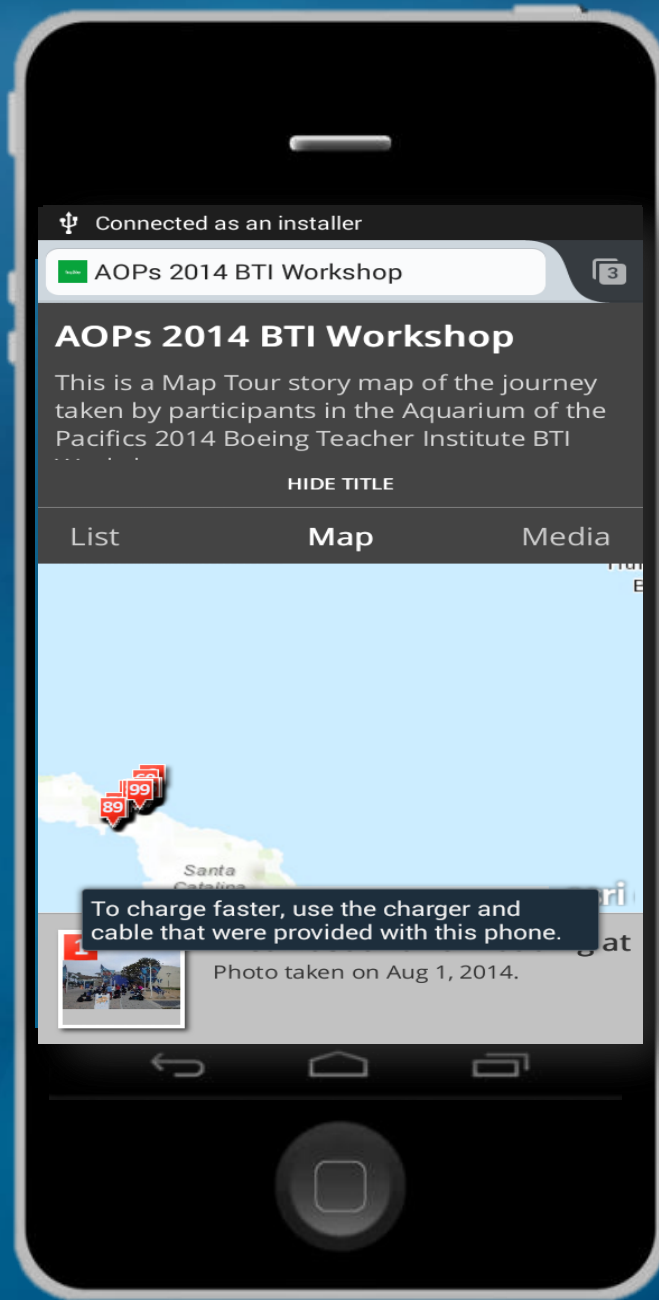 Connected as an installer
AOPs 2014 BTI Workshop
3
AOPs 2014 BTI Workshop
This is a Map Tour story map of the journey
taken by participants in the Aquarium of the
Pacifics 2014 Boeing Teacher Institute BTI
HIDE TITLE
List Map Media
99
89
Santa
Catalina
To charge faster, use the charger and
cable that were provided with this phone.
1
at
Photo taken on Aug 1, 2014.